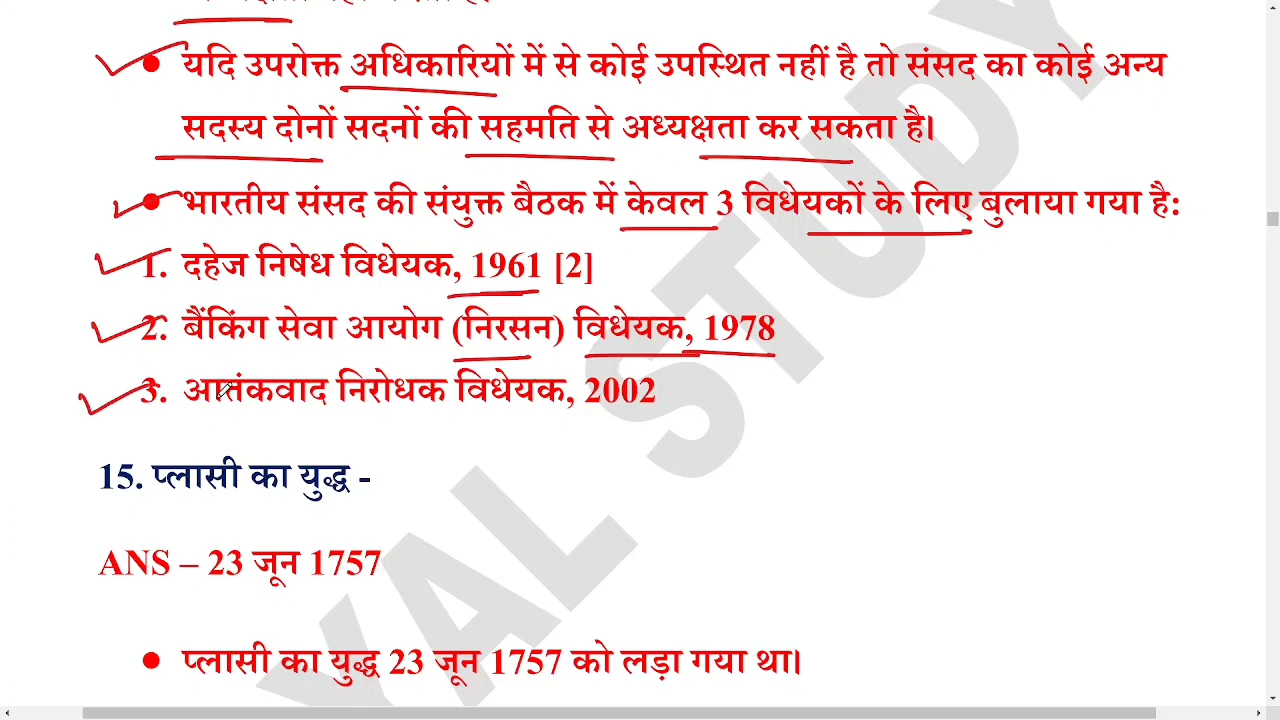 यदि उपरोक्त अधिकारियों में से कोई उपस्थित नहीं है तो संसद का कोई अन्य
सदस्य दोनों सदनों की सहमति से अध्यक्षता कर सकता है।
भारतीय संसद की संयुक्त बैठक में केवल 3 विधेयकों के लिए बुलाया गया है:
1. दहेज निषेध विधेयक, 1961 [2]
2. बैंकिंग सेवा आयोग (निरसन) विधेयक, 1978
3. आतंकवाद निरोधक विधेयक, 2002
15. प्लासी का युद्ध -
ANS – 23 जून 1757
प्लासी का युद्ध 23 जून 1757 को लड़ा गया था।
YAL STUDY